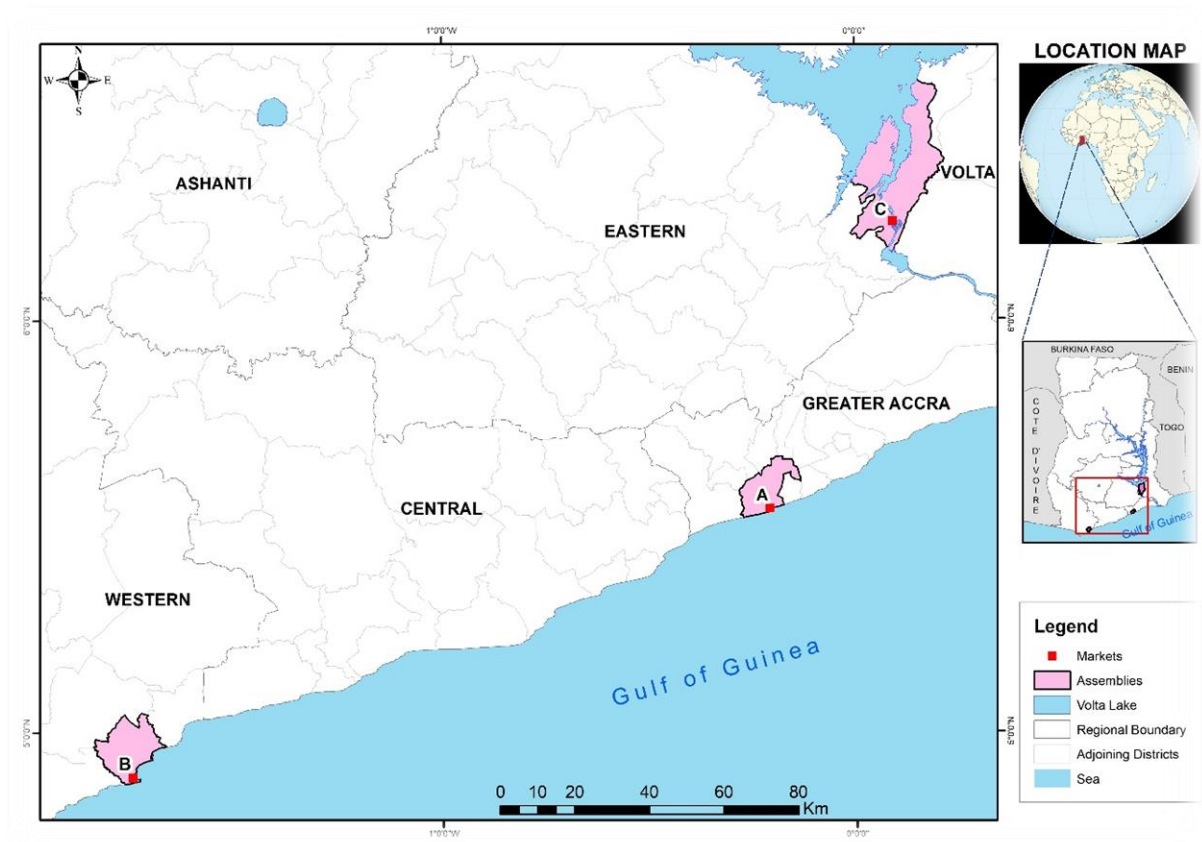 1°0'0"W
0°0'0"
N
W E
S
ASHANTI
EASTERN
VOLTA
C
6°0'0"N
6°0'0"N
GREATER ACCRA
A
CENTRAL
WESTERN
Gulf of Guinea
5°0'0"N
5°0'0"N
B
0 10 20 40 60 80
Km
1°0'0"W
0°0'0"
LOCATION MAP
BURKINA FASO
BENIN
COTE D'IVOIRE
TOGO
Gulf of Guinea
Legend
Markets
Assemblies
Volta Lake
Regional Boundary
Adjoining Districts
Sea